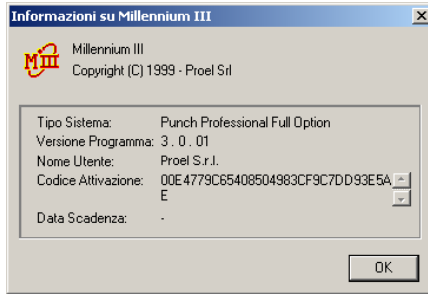 Informazioni su Millennium III
MIII
Millennium III
Copyright (C) 1999 - Proel Srl
Tipo Sistema: Punch Professional Full Option
Versione Programma: 3 . 0 . 01
Nome Utente: Proel S.r.l.
Codice Attivazione: 00E4779C65408504983CF9C7DD93E5A
E
Data Scadenza: -
OK